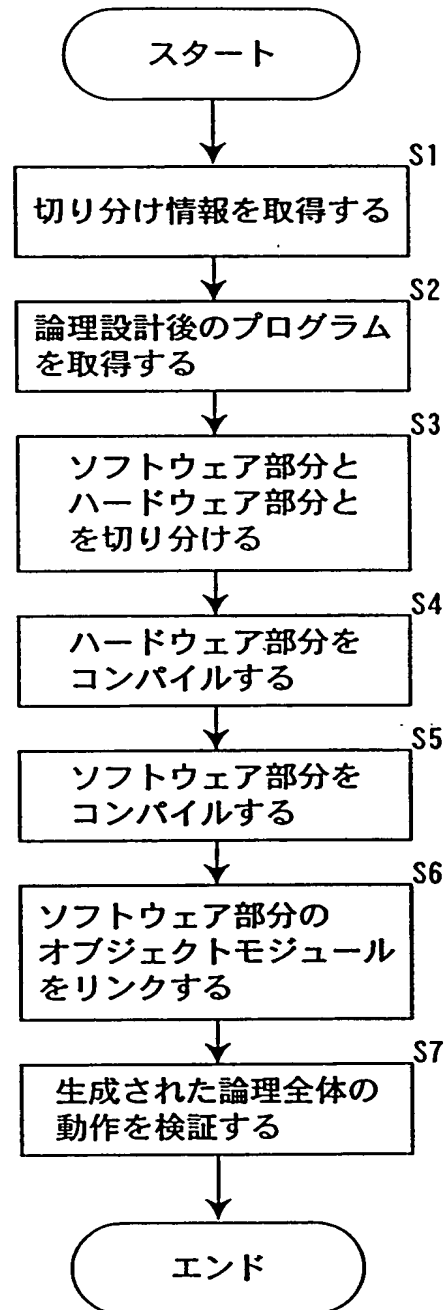 スタート
S1
切り分け情報を取得する
S2
論理設計後のプログラム
を取得する
S3
ソフトウェア部分と
ハードウェア部分と
を切り分ける
S4
ハードウェア部分を
コンパイルする
S5
ソフトウェア部分を
コンパイルする
S6
ソフトウェア部分の
オブジェクトモジュール
をリンクする
S7
生成された論理全体の
動作を検証する
エンド